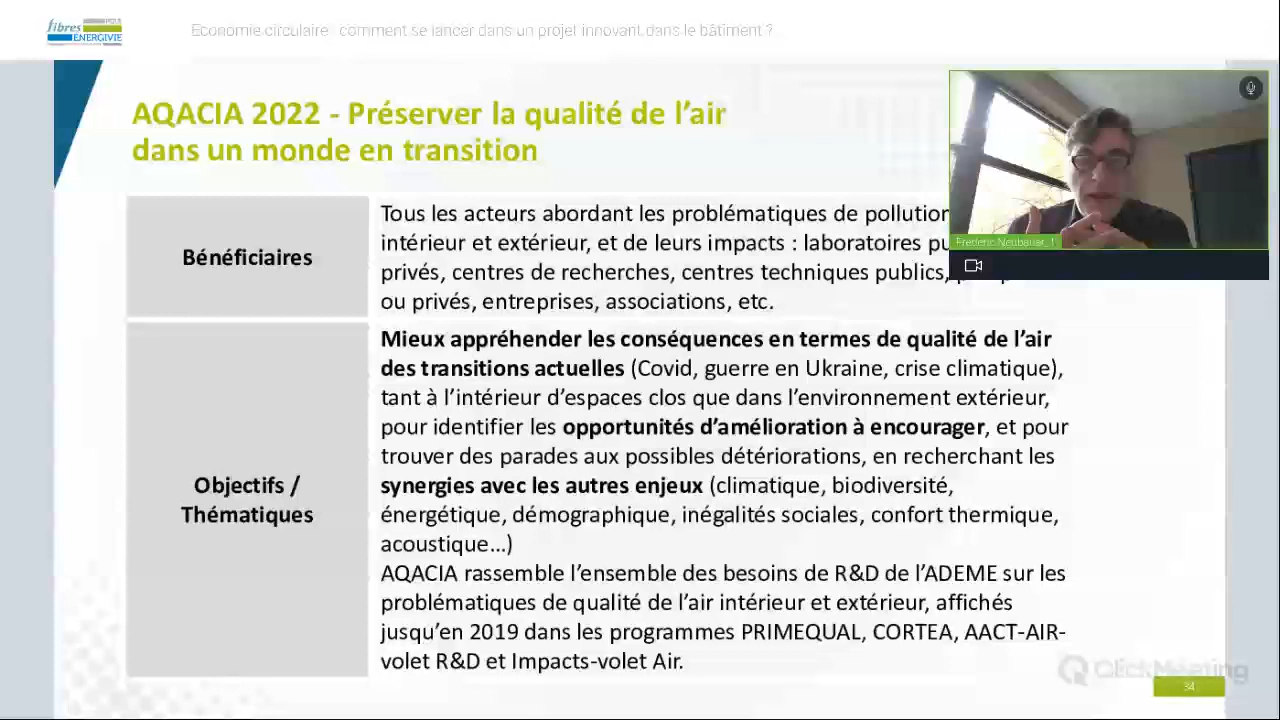 fibres
PÔLE
ENERGIVIE
Economie circulaire : comment se lancer dans un projet innovant dans le bâtiment ?
AQACIA 2022 - Préserver la qualité de l’air
dans un monde en transition
Frederic Neubauer_1
Bénéficiaires
Tous les acteurs abordant les problématiques de pollution
intérieur et extérieur, et de leurs impacts : laboratoires
privés, centres de recherches, centres techniques publics,
ou privés, entreprises, associations, etc.
Objectifs /
Thématiques
Mieux appréhender les conséquences en termes de qualité de l’air
des transitions actuelles (Covid, guerre en Ukraine, crise climatique),
tant à l’intérieur d’espaces clos que dans l’environnement extérieur,
pour identifier les opportunités d’amélioration à encourager, et pour
trouver des parades aux possibles détériorations, en recherchant les
synergies avec les autres enjeux (climatique, biodiversité,
énergétique, démographique, inégalités sociales, confort thermique,
acoustique…)
AQACIA rassemble l’ensemble des besoins de R&D de l’ADEME sur les
problématiques de qualité de l’air intérieur et extérieur, affichés
jusqu’en 2019 dans les programmes PRIMEQUAL, CORTEA, AACT-AIR-
volet R&D et Impacts-volet Air.
ClickMeeting
34